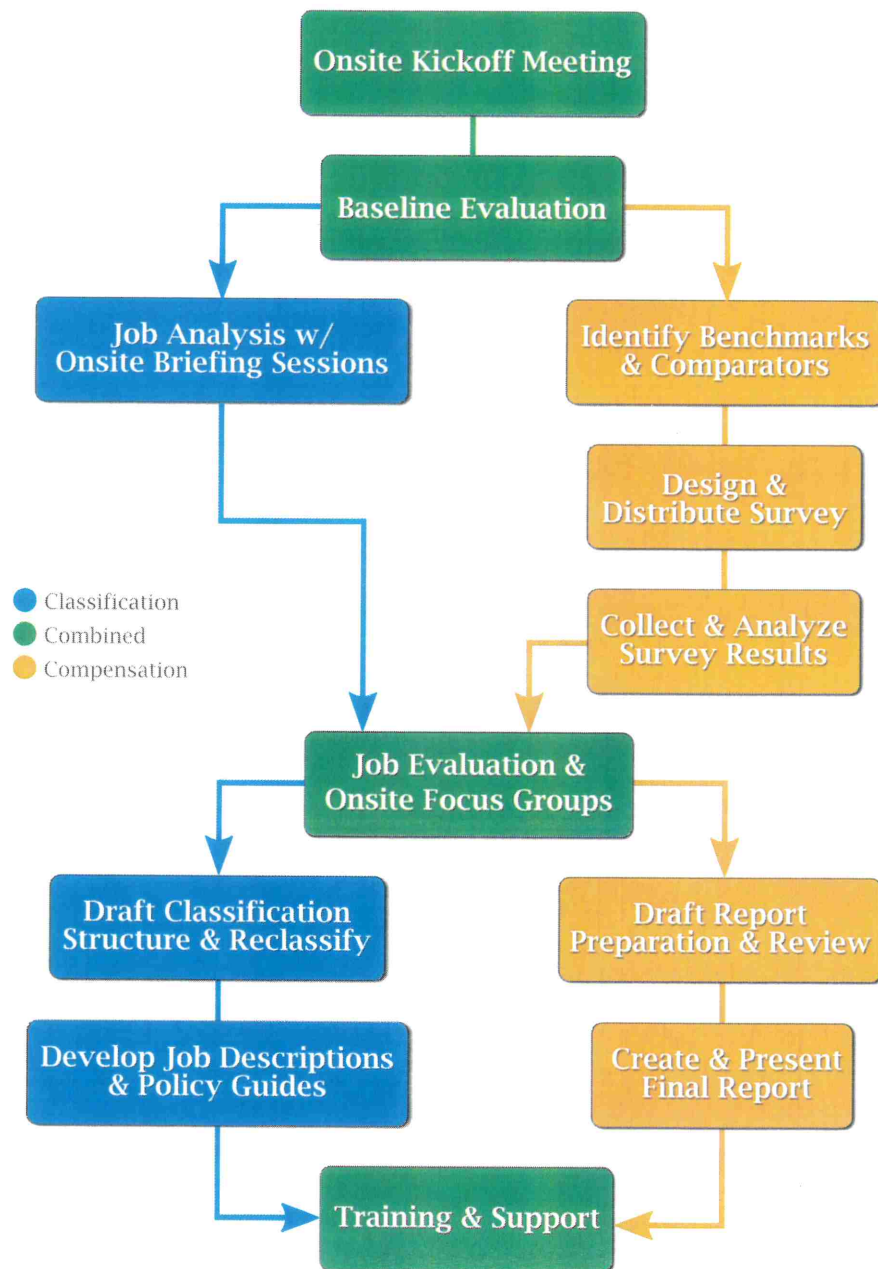 Onsite Kickoff Meeting
Baseline Evaluation
Job Analysis w/
Onsite Briefing Sessions
Identify Benchmarks
& Comparators
Design &
Distribute Survey
Classification
Combined
Compensation
Collect & Analyze
Survey Results
Job Evaluation &
Onsite Focus Groups
Draft Classification
Structure & Reclassify
Draft Report
Preparation & Review
Develop Job Descriptions
& Policy Guides
Create & Present
Final Report
Training & Support